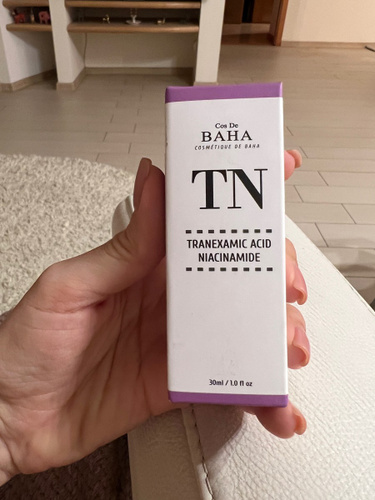 Cos De
BAHA
COSMÉTIQUE DE BAHA
TN
TRANEXAMIC ACID
NIACINAMIDE
30ml / 1.0 fl oz